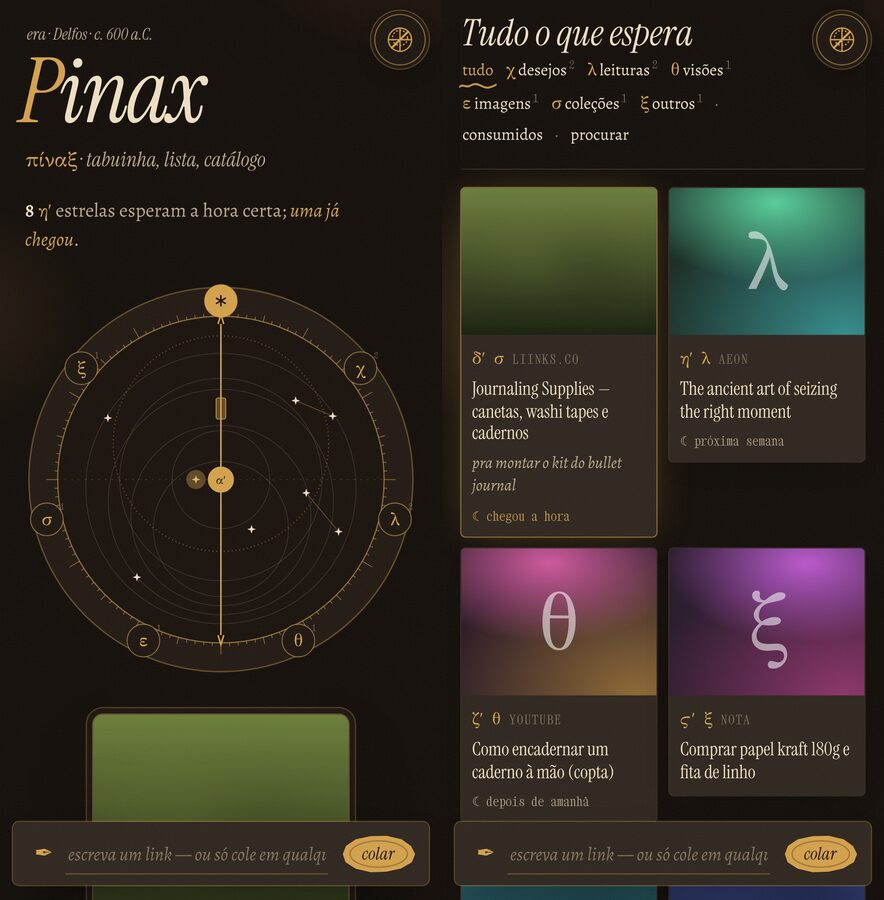 era · Delfos · c. 600 a.C.
Pinax
πίναξ · tabuinha, lista, catálogo
8 η′ estrelas esperam a hora certa; uma já
chegou.
*
ξ
χ
α′
σ
λ
ε
θ
escreva um link — ou só cole em qualqu
colar
Tudo o que espera
tudo χ desejos 2 λ leituras 2 θ visões 1
ε imagens 1 σ coleções 1 ξ outros 1 ·
consumidos · procurar
λ
δ′ σ LIINKS.CO
Journaling Supplies —
canetas, washi tapes e
cadernos
pra montar o kit do bullet
journal
☾ chegou a hora
η′ λ AEON
The ancient art of seizing
the right moment
☾ próxima semana
θ
ξ
ζ′ θ YOUTUBE
Como encadernar um
caderno à mão (copta)
☾ depois de amanhã
ϛ′ ξ NOTA
Comprar papel kraft 180g e
fita de linho
escreva um link — ou só cole em qualqu
colar